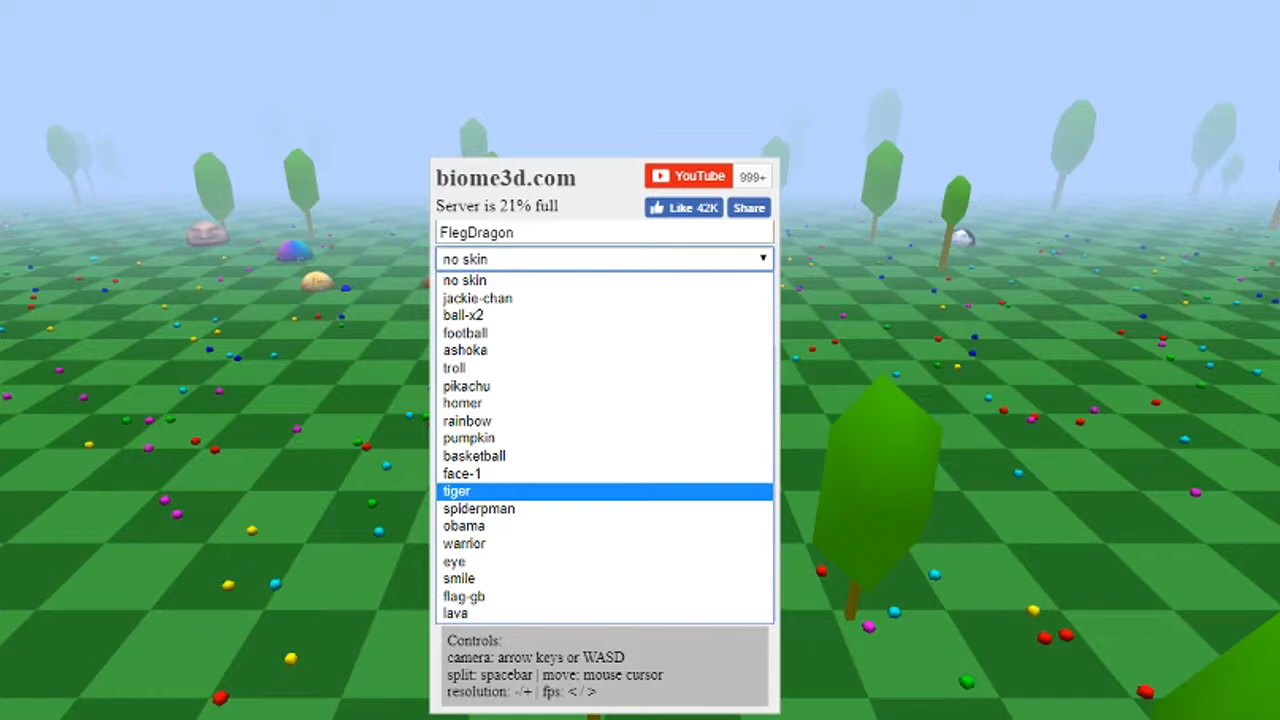 biome3d.com
YouTube 999+
Server is 21% full
Like 42K Share
FlegDragon
no skin
no skin
jackie-chan
ball-x2
football
ashoka
troll
pikachu
homer
rainbow
pumpkin
basketball
face-1
tiger
spiderpman
obama
warrior
eye
smile
flag-gb
lava
Controls:
camera: arrow keys or WASD
split: spacebar | move: mouse cursor
resolution: -/+ | fps: < / >